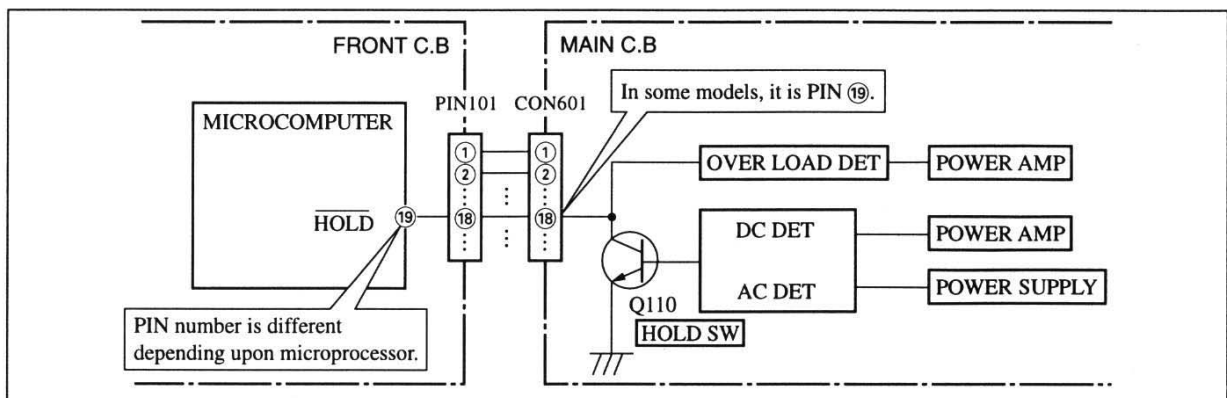 FRONT C.B
MAIN C.B
PIN101 CON601
In some models, it is PIN ⑲.
MICROCOMPUTER
① ①
② ②
OVER LOAD DET
POWER AMP
HOLD ⑲
⑱ ⑱
DC DET
POWER AMP
AC DET
POWER SUPPLY
Q110
HOLD SW
PIN number is different
depending upon microprocessor.